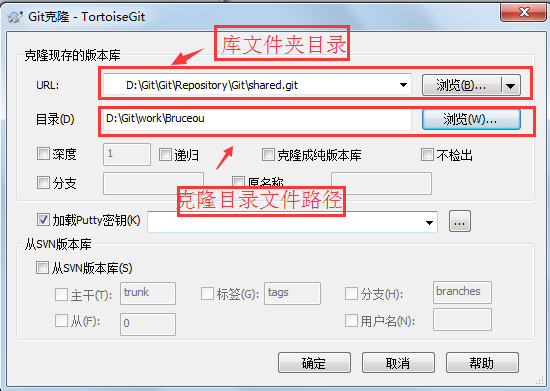 Git克隆 - TortoiseGit
库文件夹目录
克隆现存的版本库
URL: D:\Git\Git\Repository\Git\shared.git 浏览(B)...
目录(D) D:\Git\work\Bruceou 浏览(W)...
深度 1 递归 克隆成纯版本库 不检出
分支 原名称
克隆目录文件路径
加载Putty密钥(K) ...
从SVN版本库
从SVN版本库(S)
主干(T): trunk 标签(G): tags 分支(H): branches
从(F): 0 用户名(N):
确定 取消 帮助